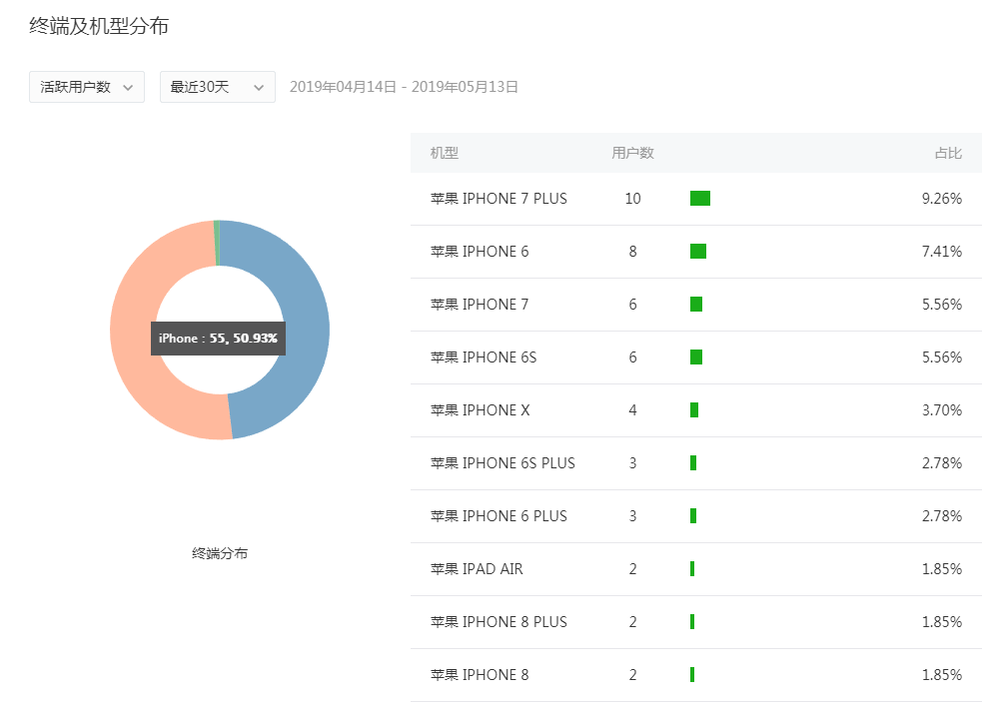 终端及机型分布
活跃用户数 最近30天 2019年04月14日 - 2019年05月13日
机型 用户数 占比
苹果 IPHONE 7 PLUS 10 9.26%
苹果 IPHONE 6 8 7.41%
苹果 IPHONE 7 6 5.56%
iPhone : 55, 50.93%
苹果 IPHONE 6S 6 5.56%
苹果 IPHONE X 4 3.70%
苹果 IPHONE 6S PLUS 3 2.78%
苹果 IPHONE 6 PLUS 3 2.78%
终端分布
苹果 IPAD AIR 2 1.85%
苹果 IPHONE 8 PLUS 2 1.85%
苹果 IPHONE 8 2 1.85%